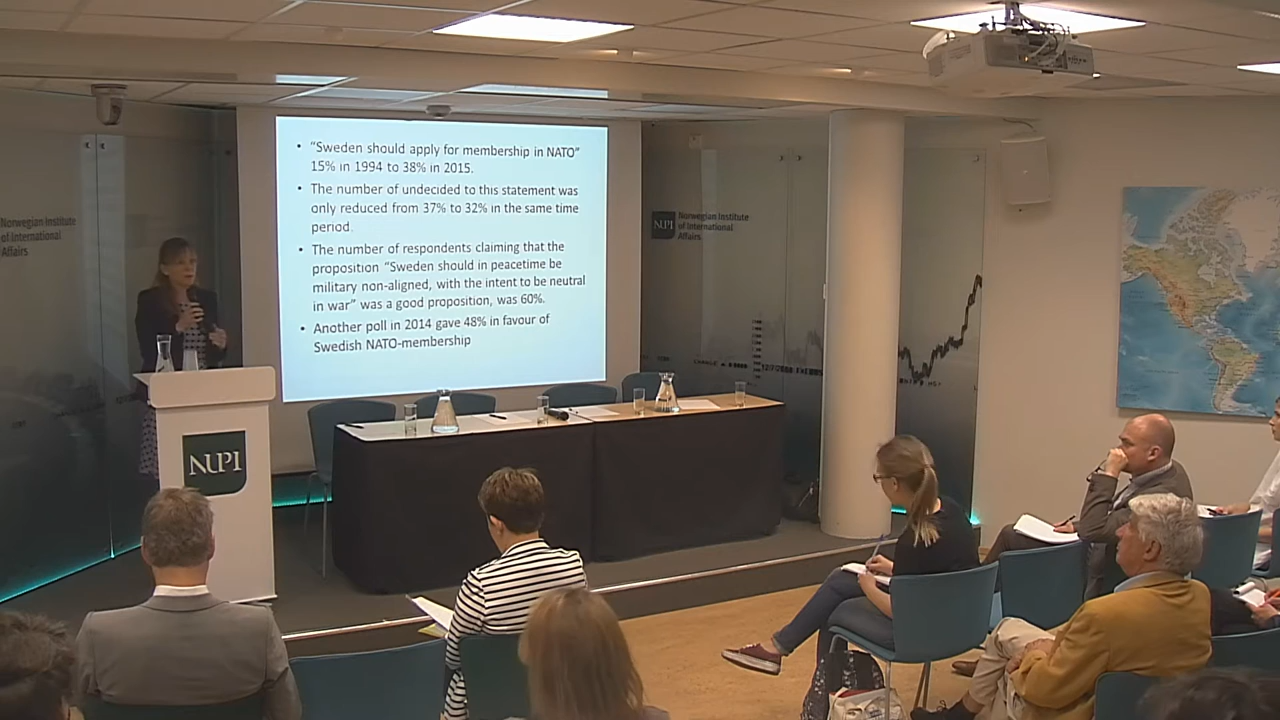 • "Sweden should apply for membership in NATO"
15% in 1994 to 38% in 2015.
• The number of undecided to this statement was
only reduced from 37% to 32% in the same time
period.
• The number of respondents claiming that the
proposition "Sweden should in peacetime be
military non-aligned, with the intent to be neutral
in war" was a good proposition, was 60%.
• Another poll in 2014 gave 48% in favour of
Swedish NATO-membership
Norwegian Institute
of International
Affairs
NUPI
Norwegian Institute
of International
Affairs
NUPI